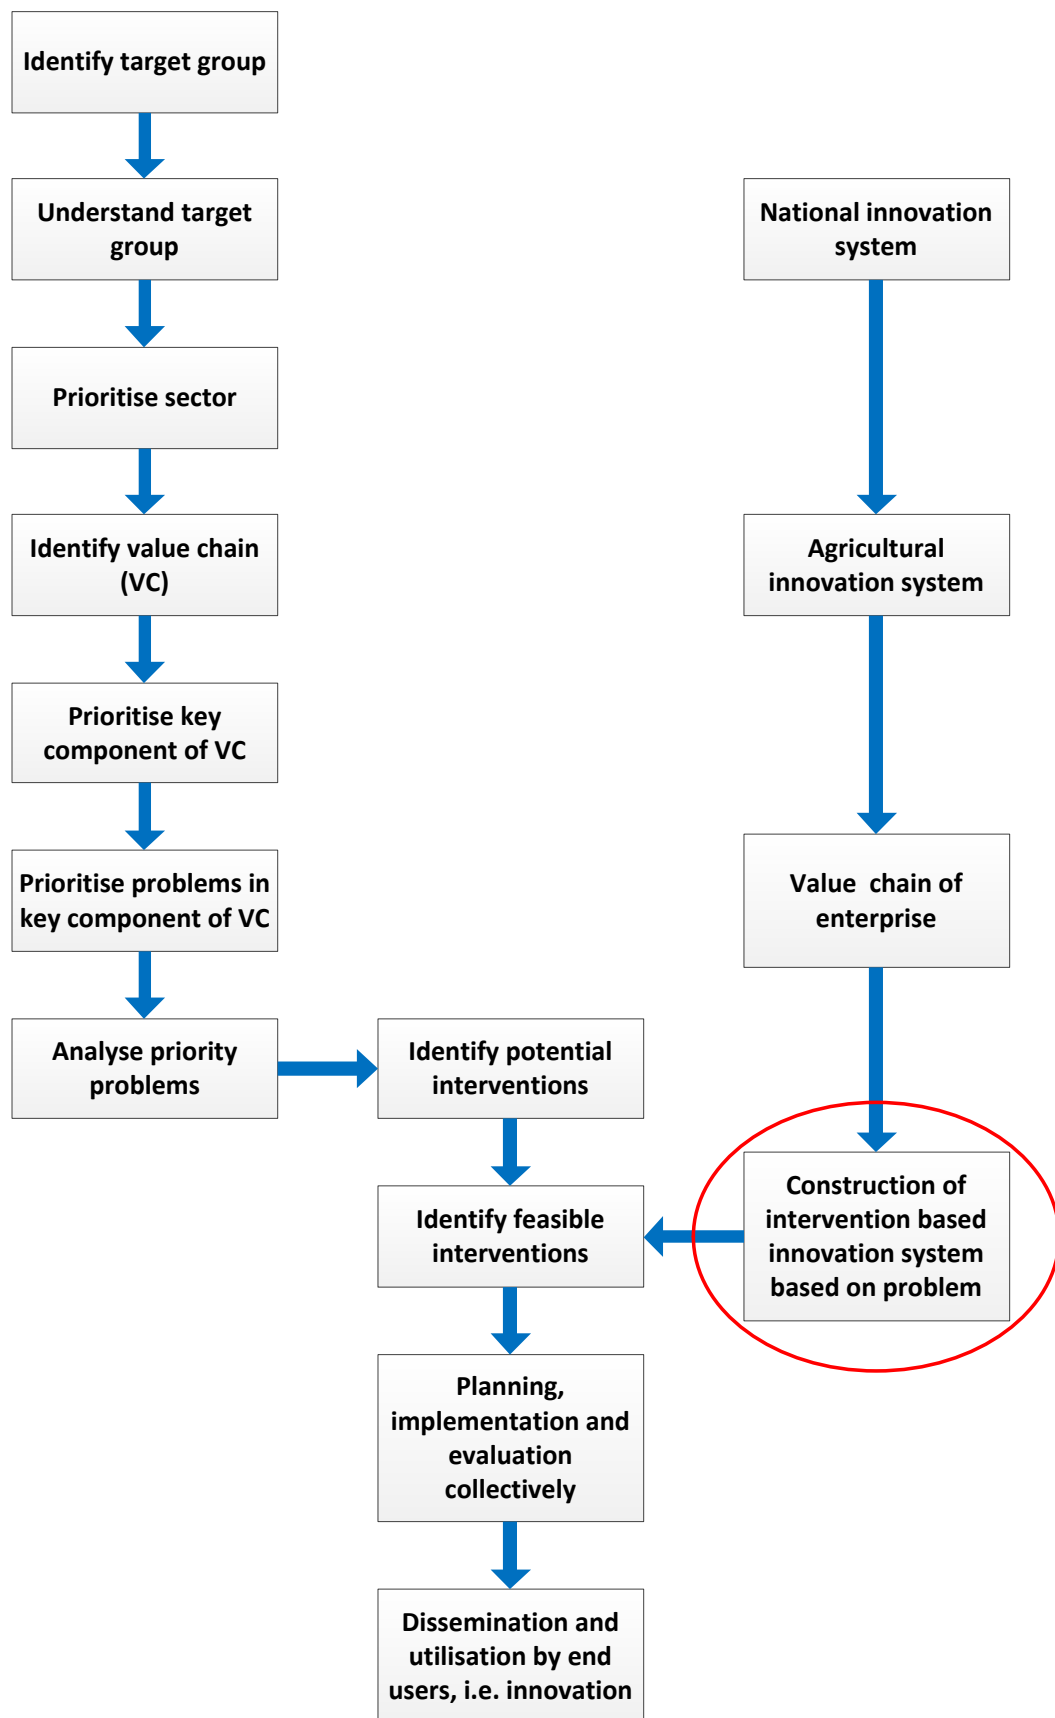 Identify target group
Understand target
group
Prioritise sector
Identify value chain
(VC)
Prioritise key
component of VC
Prioritise problems in
key component of VC
Analyse priority
problems
Identify potential
interventions
National innovation
system
Agricultural
innovation system
Value chain of
enterprise
Construction of
intervention based
innovation system
based on problem
Identify feasible
interventions
Planning,
implementation and
evaluation
collectively
Dissemination and
utilisation by end
users, i.e. innovation